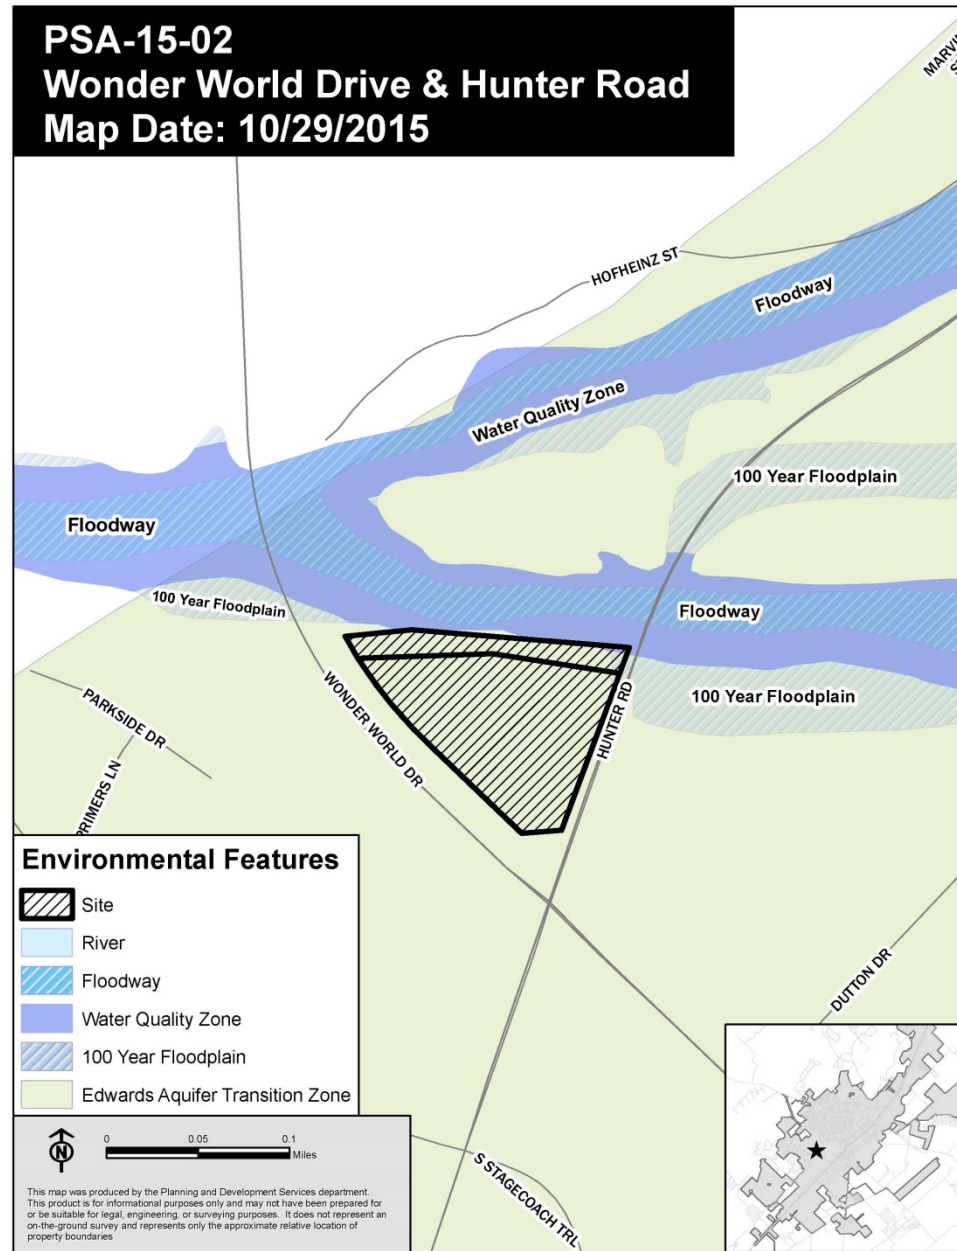 PSA-15-02
Wonder World Drive & Hunter Road
Map Date: 10/29/2015
HOFHEINZ ST
Floodway
Water Quality Zone
100 Year Floodplain
Floodway
100 Year Floodplain
Floodway
100 Year Floodplain
WONDER WORLD DR
HUNTER RD
PARKSIDE DR
PRIMERS LN
DUTTON DR
S STAGECOACH TRL
Environmental Features
Site
River
Floodway
Water Quality Zone
100 Year Floodplain
Edwards Aquifer Transition Zone
N
0 0.05 0.1
Miles
This map was produced by the Planning and Development Services department.
This product is for informational purposes only and may not have been prepared for
or be suitable for legal, engineering, or surveying purposes. It does not represent an
on-the-ground survey and represents only the approximate relative location of
property boundaries